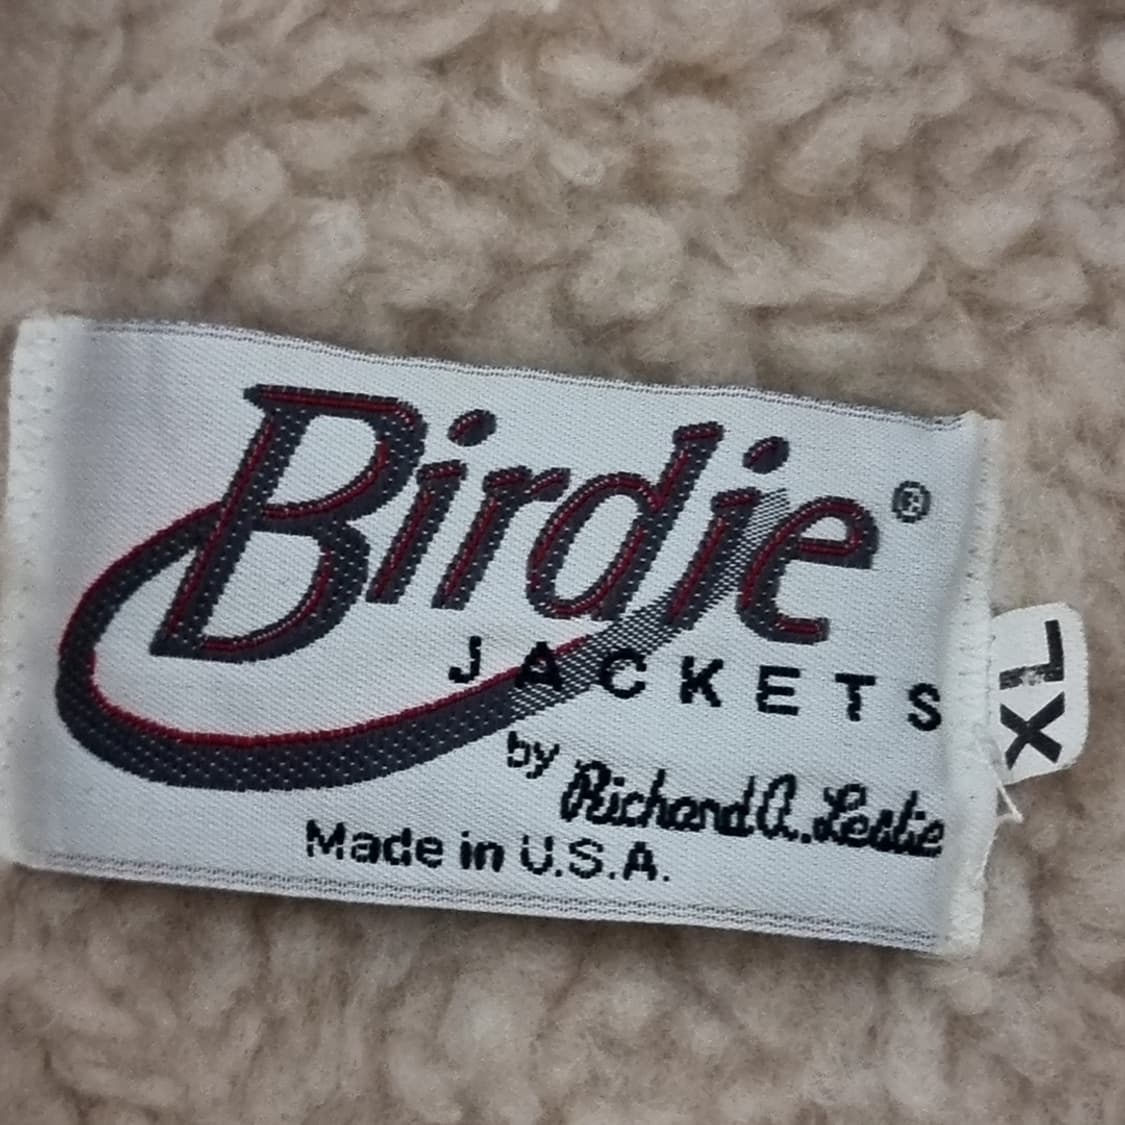 Birdie®
JACKETS
by Richard A. Leslie
Made in U.S.A.
XL